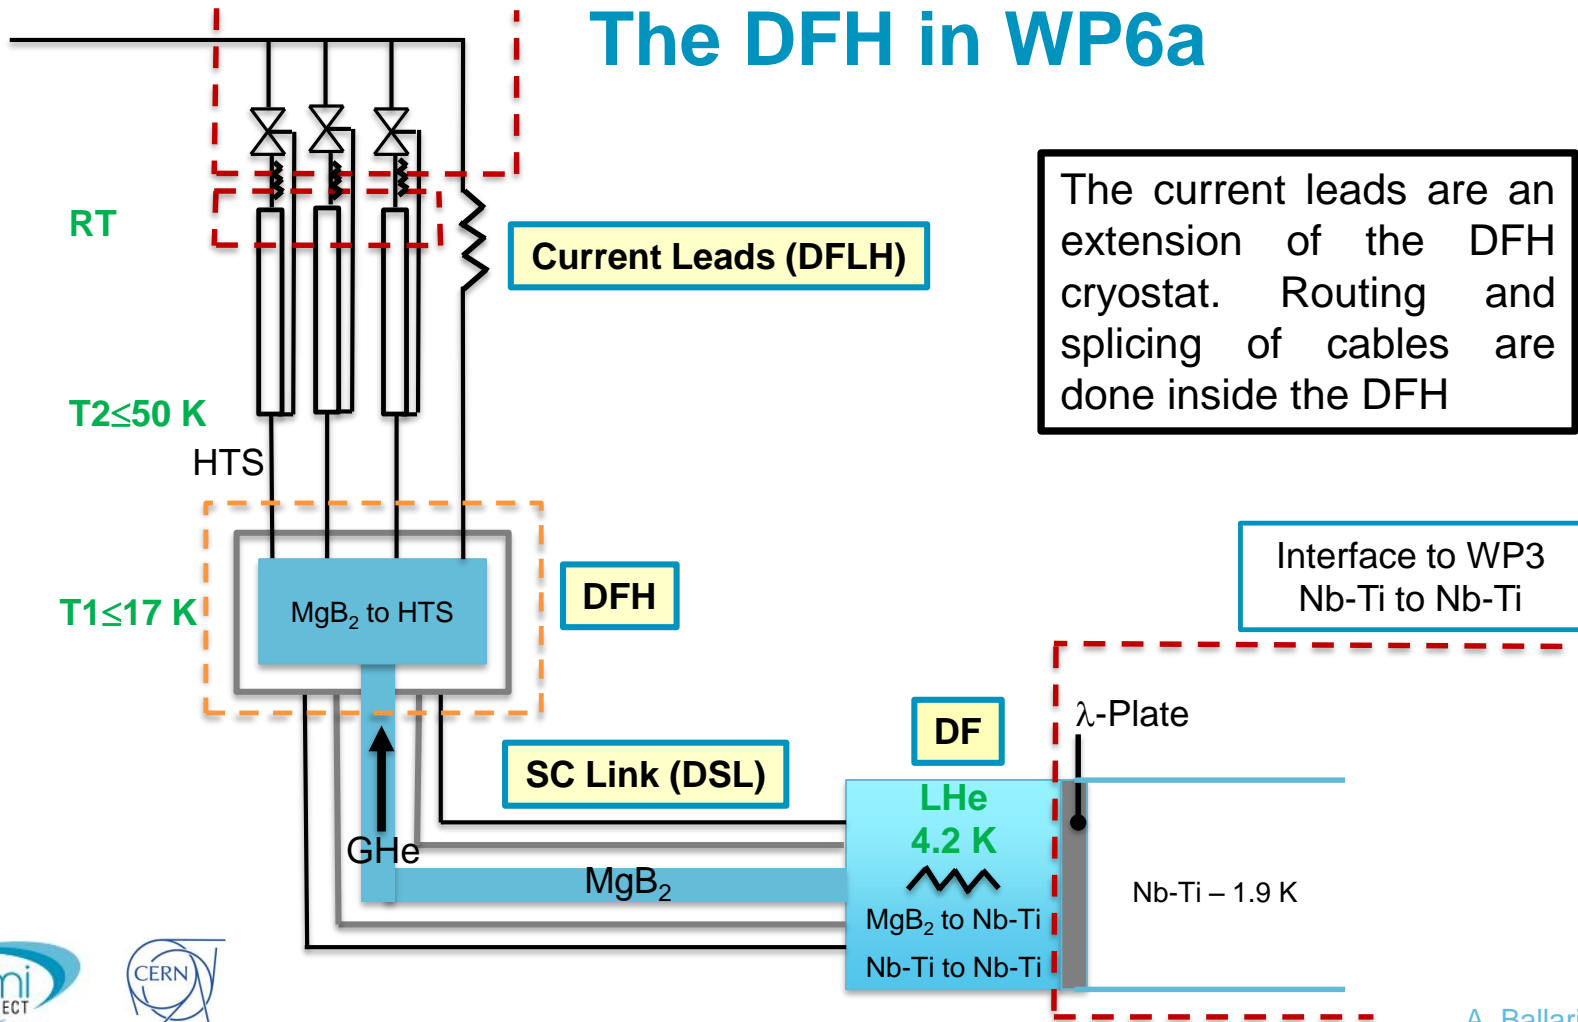 The DFH in WP6a
RT
Current Leads (DFLH)
The current leads are an
extension of the DFH
cryostat. Routing and
splicing of cables are
done inside the DFH
T2≤50 K
HTS
T1≤17 K
MgB₂ to HTS
DFH
Interface to WP3
Nb-Ti to Nb-Ti
λ-Plate
DF
SC Link (DSL)
LHe
4.2 K
GHe
MgB₂
Nb-Ti – 1.9 K
MgB₂ to Nb-Ti
Nb-Ti to Nb-Ti
CERN